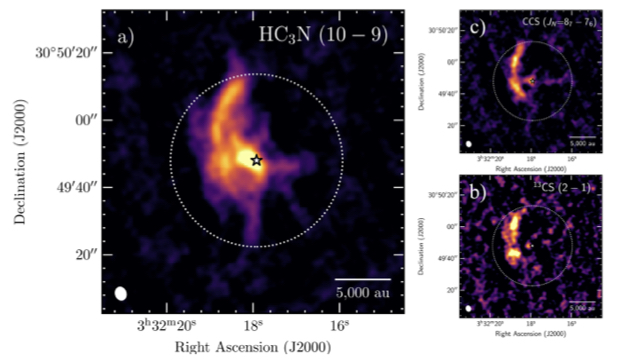 a) HC₃N (10 − 9)
Declination (J2000)
30°50′20″
00″
49′40″
20″
5,000 au
3ʰ32ᵐ20ˢ 18ˢ 16ˢ
Right Ascension (J2000)
c) CCS (J_N=8₇ − 7₆)
Declination (J2000)
30°50′20″
00″
49′40″
20″
5,000 au
3ʰ32ᵐ20ˢ 18ˢ 16ˢ
Right Ascension (J2000)
b) ¹³CS (2 − 1)
Declination (J2000)
30°50′20″
00″
49′40″
20″
5,000 au
3ʰ32ᵐ20ˢ 18ˢ 16ˢ
Right Ascension (J2000)